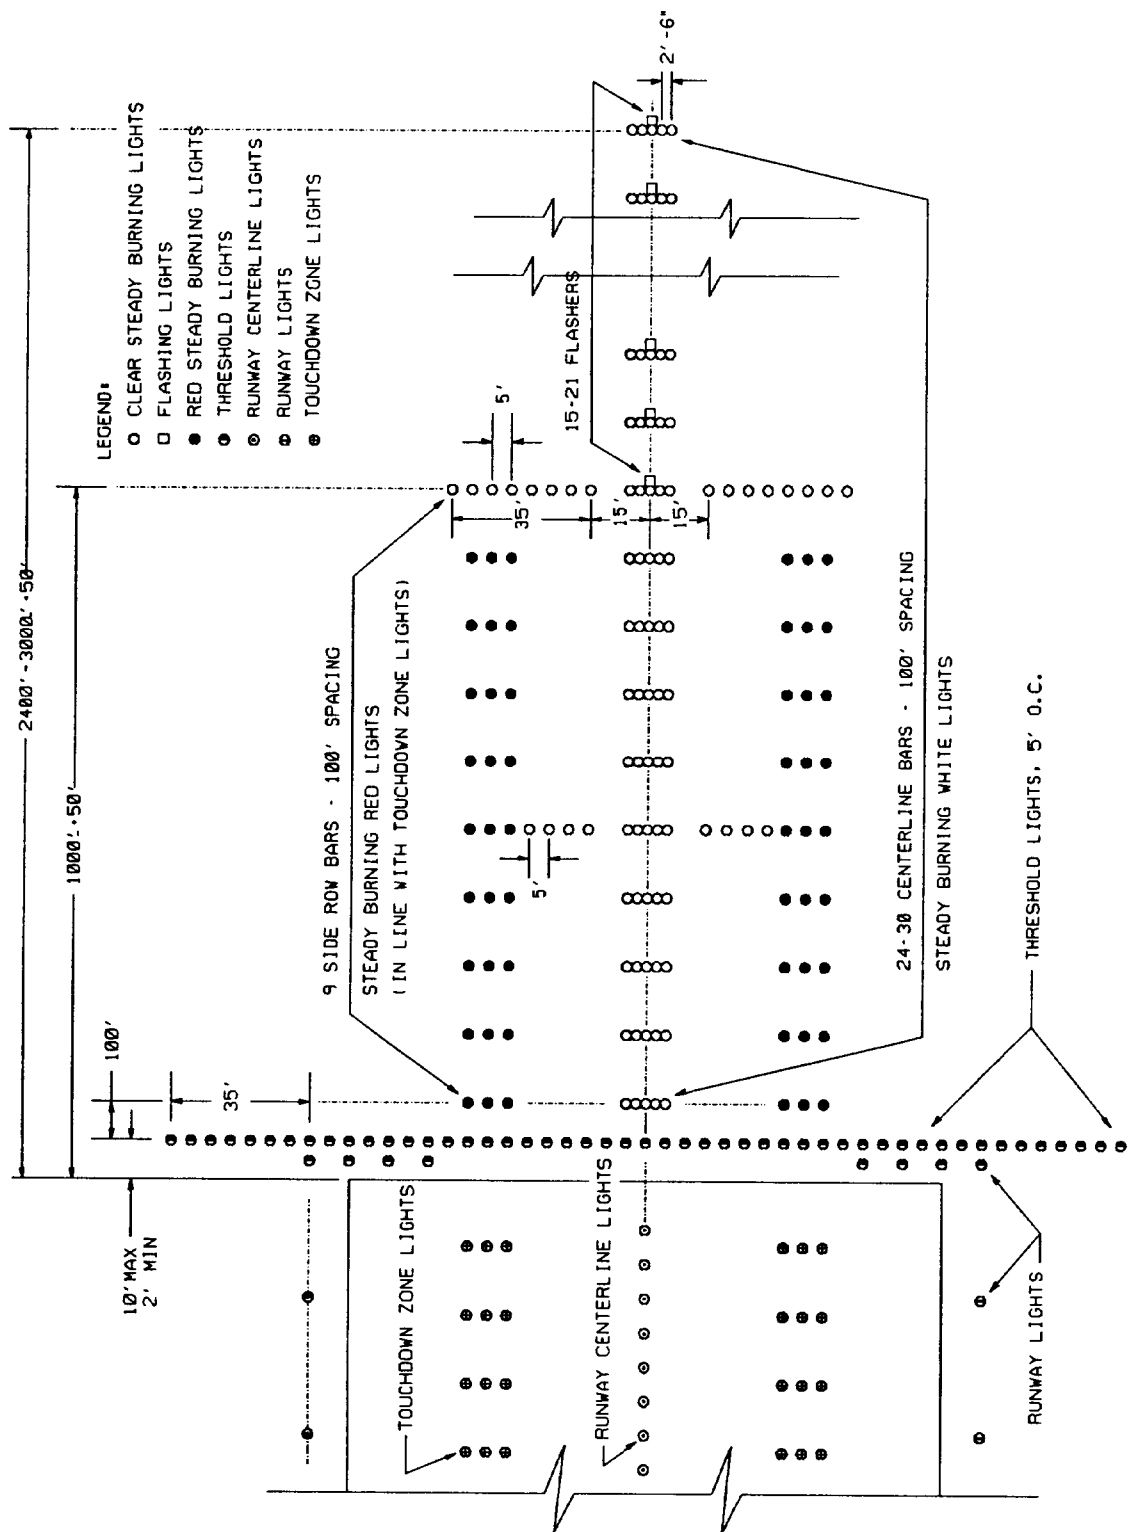 2400'-3000'±50'
1000'±50'
100'
35'
10' MAX
2' MIN
LEGEND:
CLEAR STEADY BURNING LIGHTS
FLASHING LIGHTS
RED STEADY BURNING LIGHTS
THRESHOLD LIGHTS
RUNWAY CENTERLINE LIGHTS
RUNWAY LIGHTS
TOUCHDOWN ZONE LIGHTS
9 SIDE ROW BARS - 100' SPACING
STEADY BURNING RED LIGHTS
(IN LINE WITH TOUCHDOWN ZONE LIGHTS)
5'
35'
15'
15'
5'
15-21 FLASHERS
2'-6"
TOUCHDOWN ZONE LIGHTS
RUNWAY CENTERLINE LIGHTS
24-30 CENTERLINE BARS - 100' SPACING
STEADY BURNING WHITE LIGHTS
THRESHOLD LIGHTS, 5' O.C.
RUNWAY LIGHTS